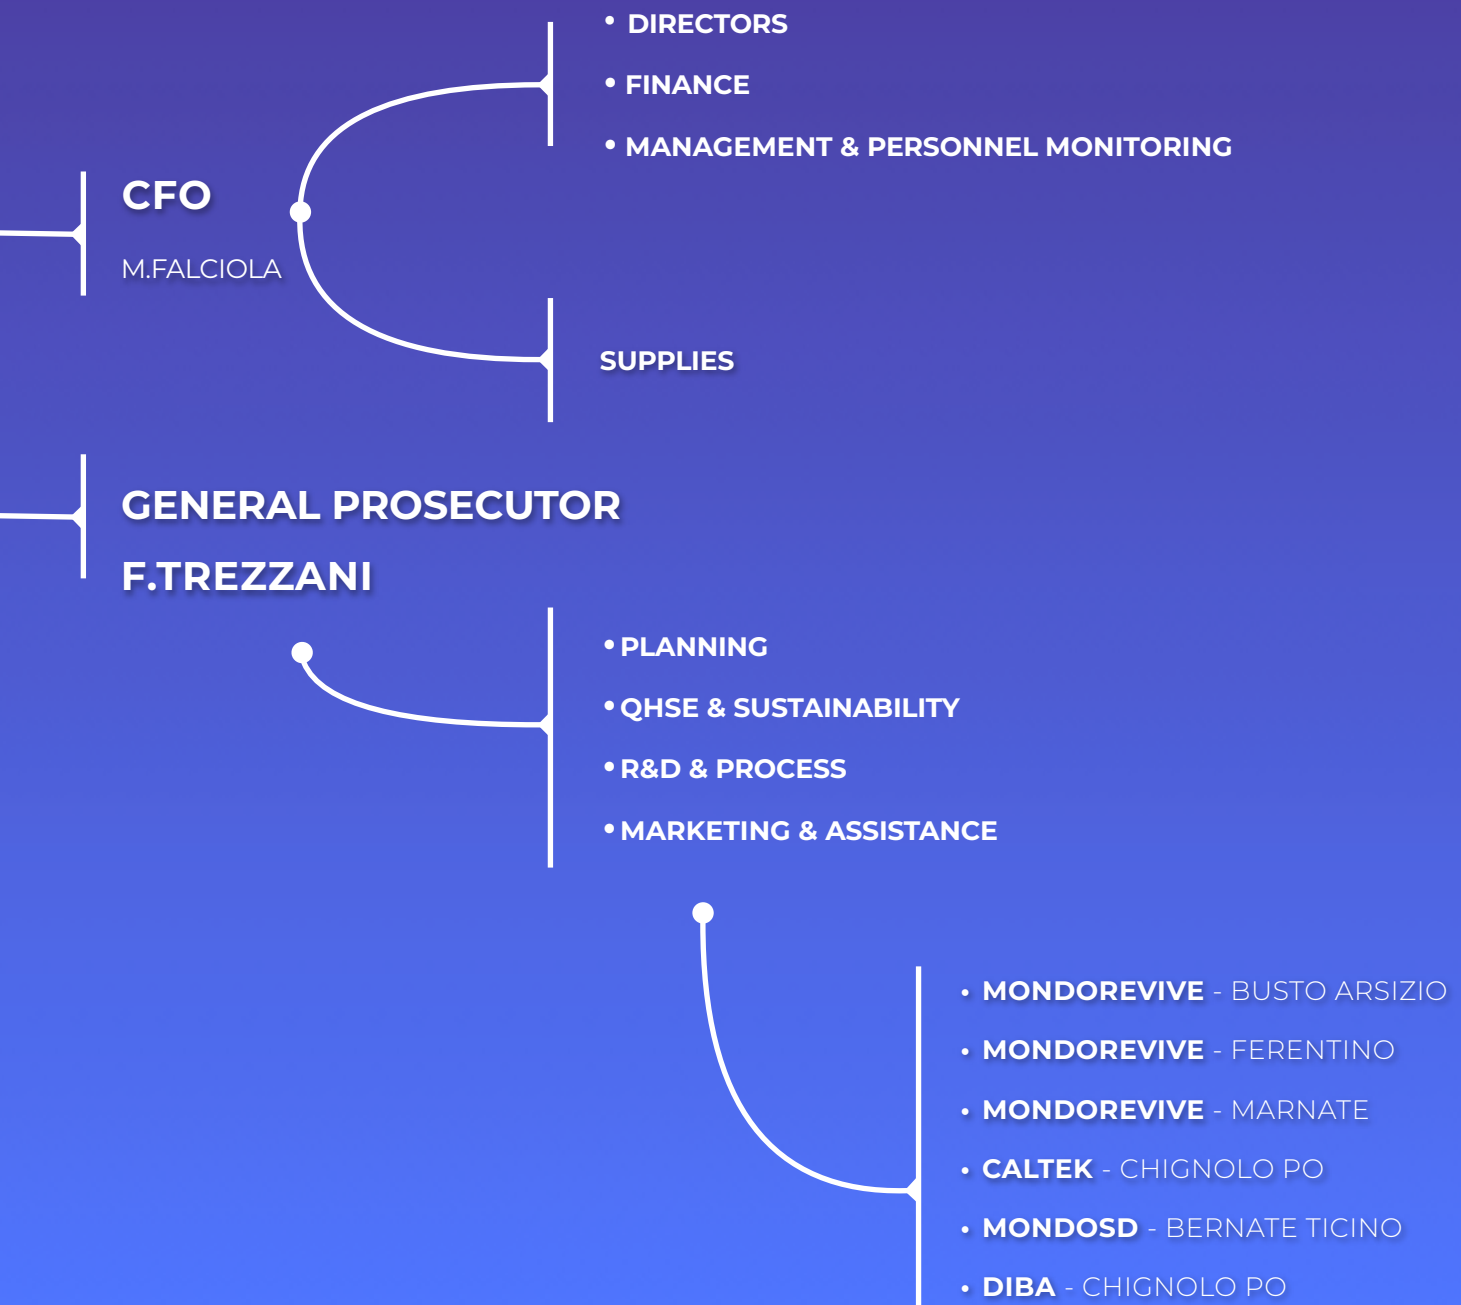 • DIRECTORS
• FINANCE
• MANAGEMENT & PERSONNEL MONITORING
CFO
M.FALCIOLA
SUPPLIES
GENERAL PROSECUTOR
F.TREZZANI
• PLANNING
• QHSE & SUSTAINABILITY
• R&D & PROCESS
• MARKETING & ASSISTANCE
• MONDOREVIVE - BUSTO ARSIZIO
• MONDOREVIVE - FERENTINO
• MONDOREVIVE - MARNATE
• CALTEK - CHIGNOLO PO
• MONDOSD - BERNATE TICINO
• DIBA - CHIGNOLO PO